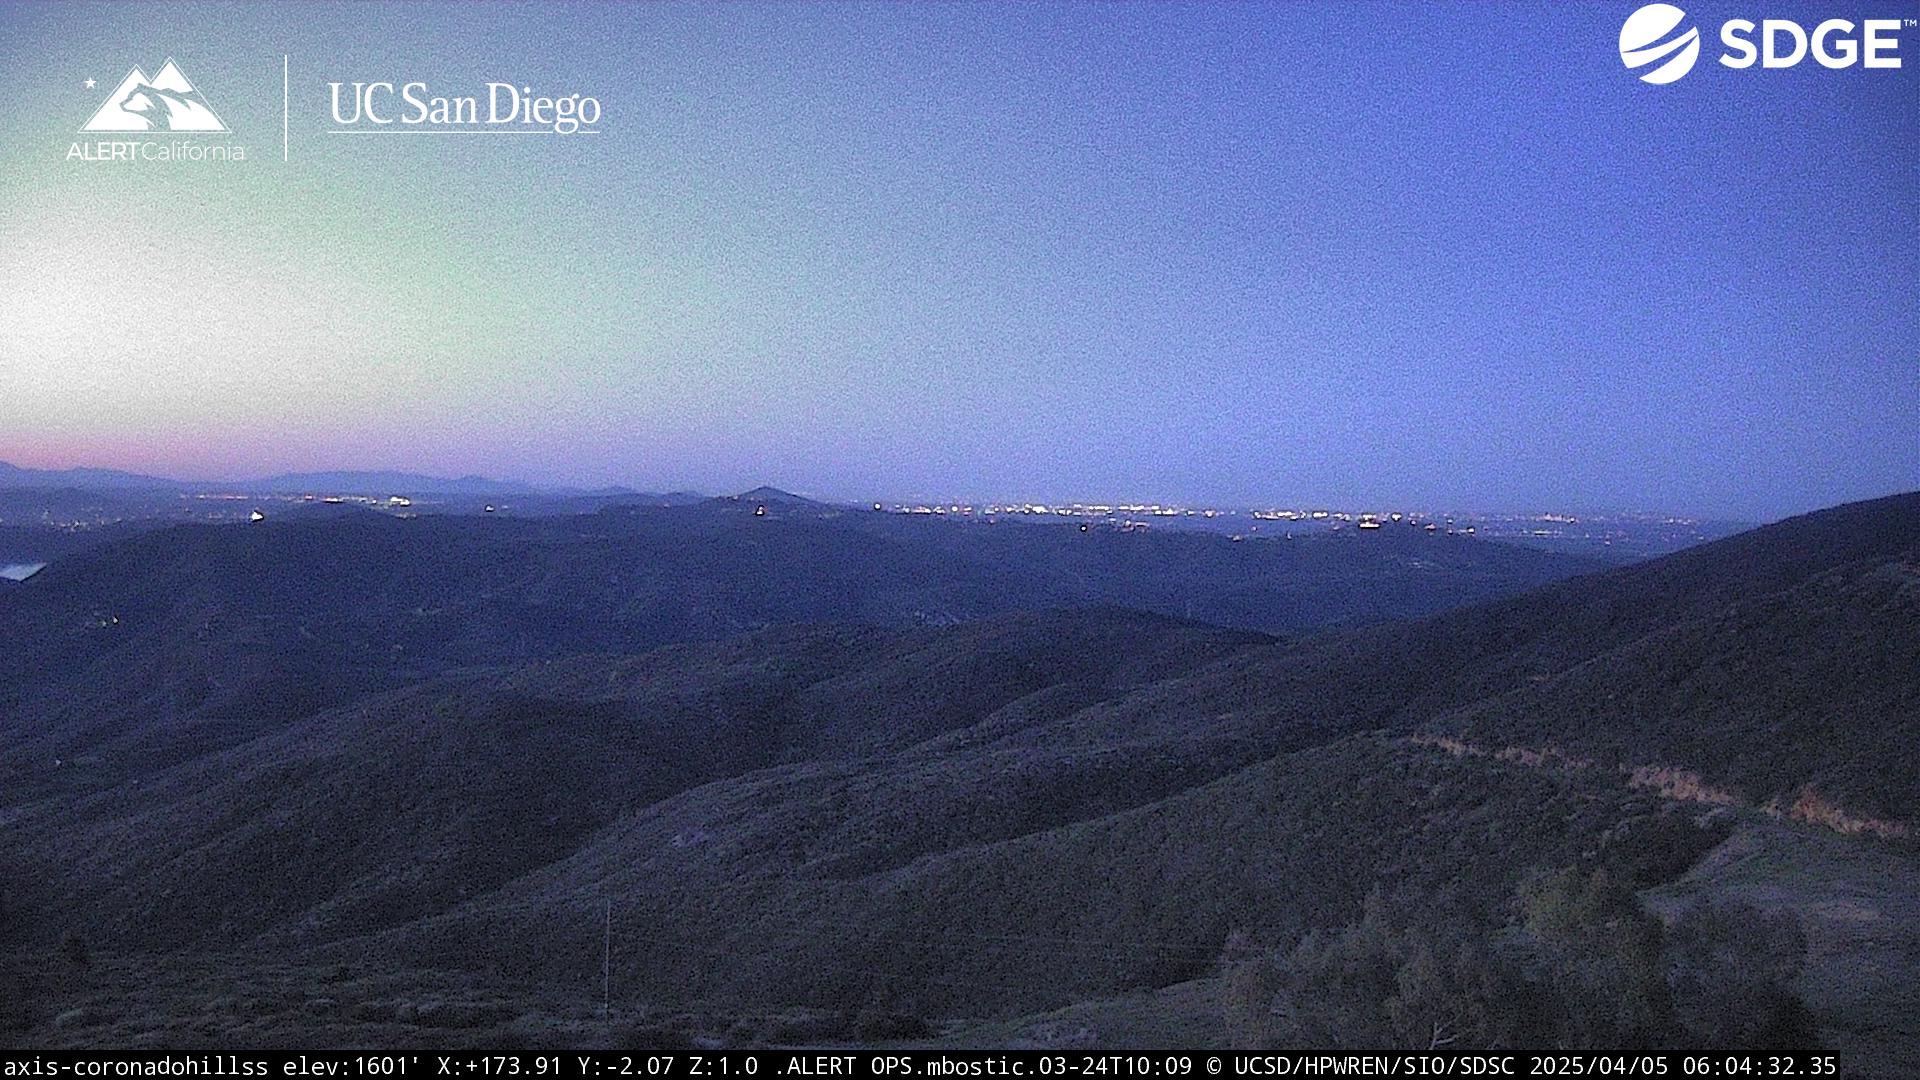 SDGE™
UC San Diego
ALERTCalifornia
axis-coronadohillss elev:1601' X:+173.91 Y:-2.07 Z:1.0 .ALERT OPS.mbostic.03-24T10:09 © UCSD/HPWREN/SIO/SDSC 2025/04/05 06:04:32.35